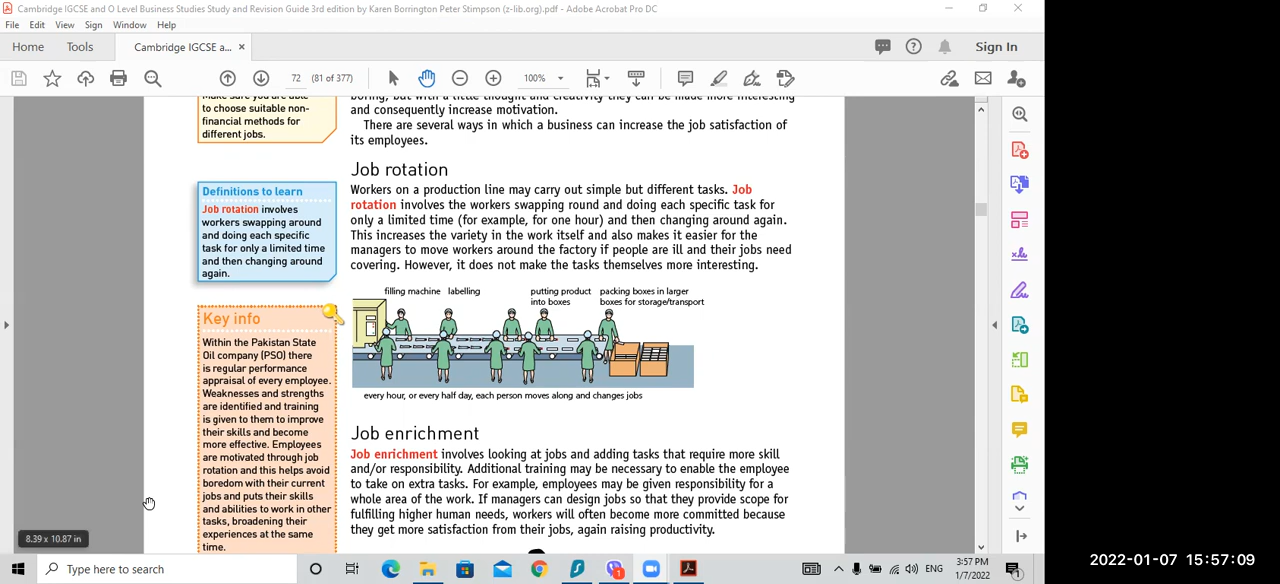 Cambridge IGCSE and O Level Business Studies Study and Revision Guide 3rd edition by Karen Borrington Peter Stimpson (z-lib.org).pdf - Adobe Acrobat Pro DC
File Edit View Sign Window Help
Home Tools Cambridge IGCSE a... × Sign In
72 (81 of 377) 100%
Make sure you are able
to choose suitable non-
financial methods for
different jobs.
boring, but with a little thought and creativity they can be made more interesting
and consequently increase motivation.
There are several ways in which a business can increase the job satisfaction of
its employees.
Job rotation
Definitions to learn
Job rotation involves
workers swapping around
and doing each specific
task for only a limited time
and then changing around
again.
Workers on a production line may carry out simple but different tasks. Job
rotation involves the workers swapping round and doing each specific task for
only a limited time (for example, for one hour) and then changing around again.
This increases the variety in the work itself and also makes it easier for the
managers to move workers around the factory if people are ill and their jobs need
covering. However, it does not make the tasks themselves more interesting.
filling machine labelling putting product packing boxes in larger
into boxes boxes for storage/transport
every hour, or every half day, each person moves along and changes jobs
Key info
Within the Pakistan State
Oil company (PSO) there
is regular performance
appraisal of every employee.
Weaknesses and strengths
are identified and training
is given to them to improve
their skills and become
more effective. Employees
are motivated through job
rotation and this helps avoid
boredom with their current
jobs and puts their skills
and abilities to work in other
tasks, broadening their
experiences at the same
time.
Job enrichment
Job enrichment involves looking at jobs and adding tasks that require more skill
and/or responsibility. Additional training may be necessary to enable the employee
to take on extra tasks. For example, employees may be given responsibility for a
whole area of the work. If managers can design jobs so that they provide scope for
fulfilling higher human needs, workers will often become more committed because
they get more satisfaction from their jobs, again raising productivity.
8.39 x 10.87 in
Type here to search
ENG
3:57 PM
1/7/2022
2022-01-07 15:57:09